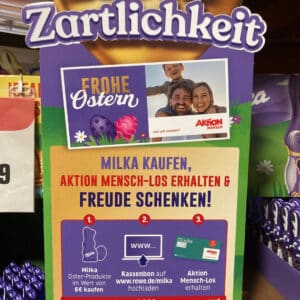 Zartlichkeit
FROHE
Ostern
AKTION
MENSCH
MILKA KAUFEN,
AKTION MENSCH-LOS ERHALTEN &
FREUDE SCHENKEN!
1. 2. 3.
www...
Milka
Oster-Produkte
im Wert von
6€ kaufen
Kassenbon auf
www.rewe.de/milka
hochladen
Aktion
Mensch-Los
erhalten
9